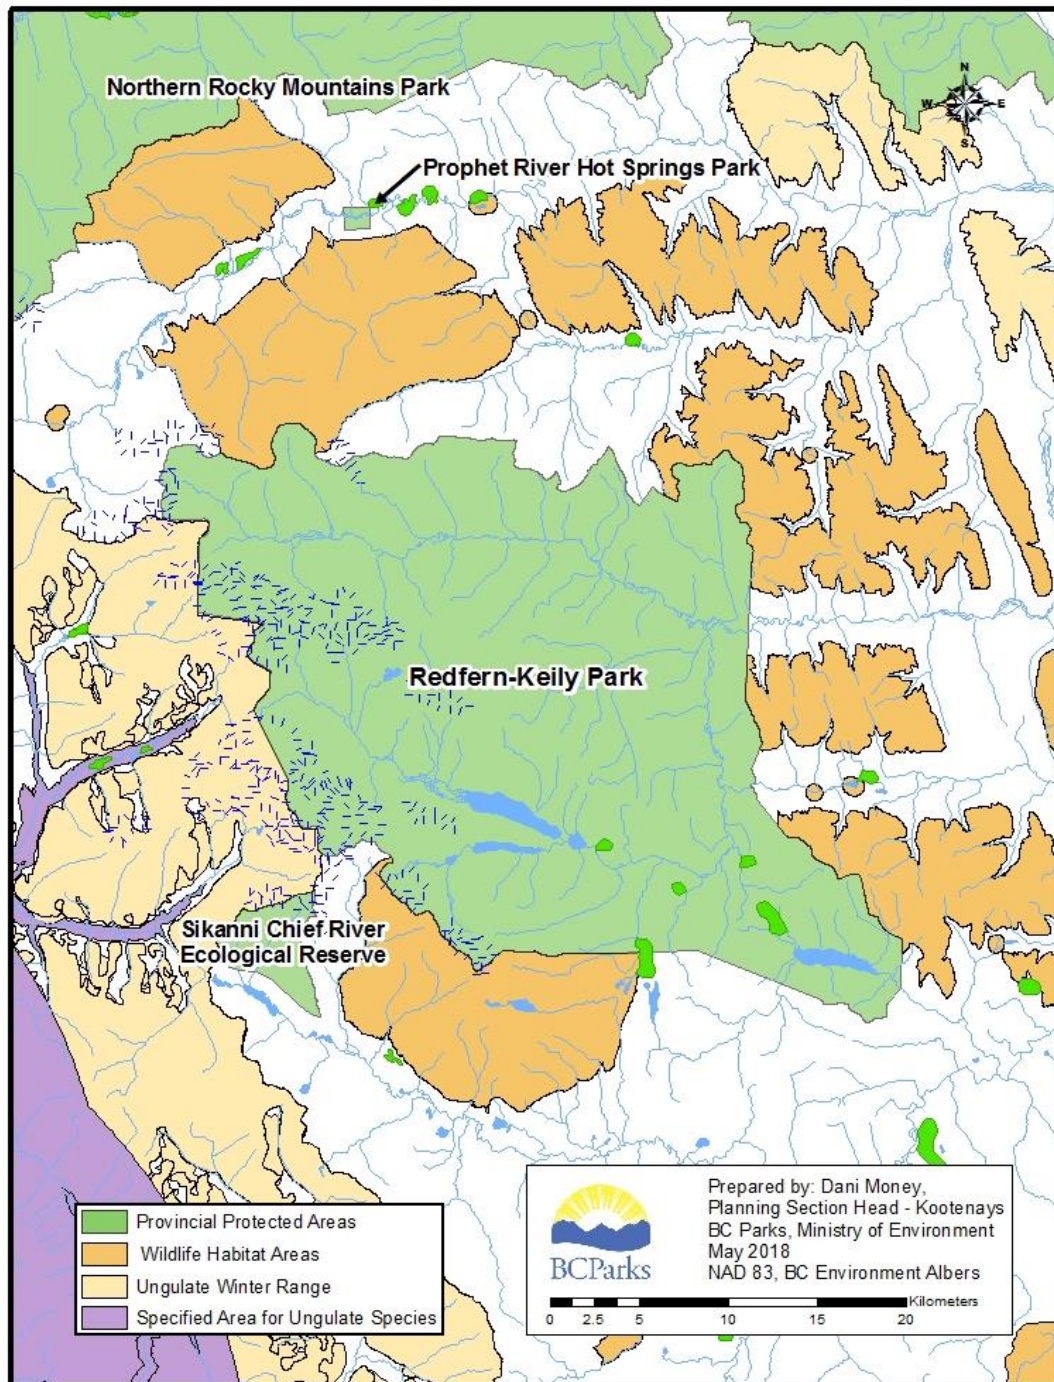 Northern Rocky Mountains Park
N
W
E
S
Prophet River Hot Springs Park
Redfern-Keily Park
Sikanni Chief River
Ecological Reserve
Provincial Protected Areas
Wildlife Habitat Areas
Ungulate Winter Range
Specified Area for Ungulate Species
BCParks
Prepared by: Dani Money,
Planning Section Head - Kootenays
BC Parks, Ministry of Environment
May 2018
NAD 83, BC Environment Albers
Kilometers
0 2.5 5 10 15 20